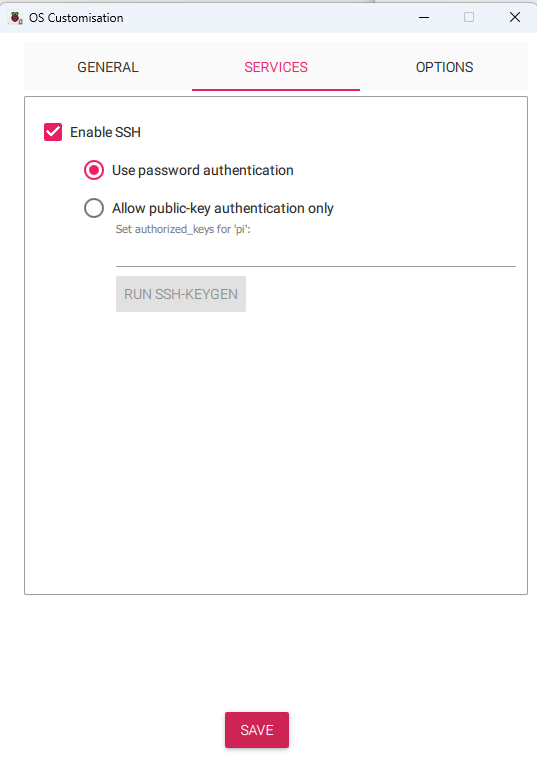 OS Customisation
GENERAL
SERVICES
OPTIONS
Enable SSH
Use password authentication
Allow public-key authentication only
Set authorized_keys for 'pi':
RUN SSH-KEYGEN
SAVE